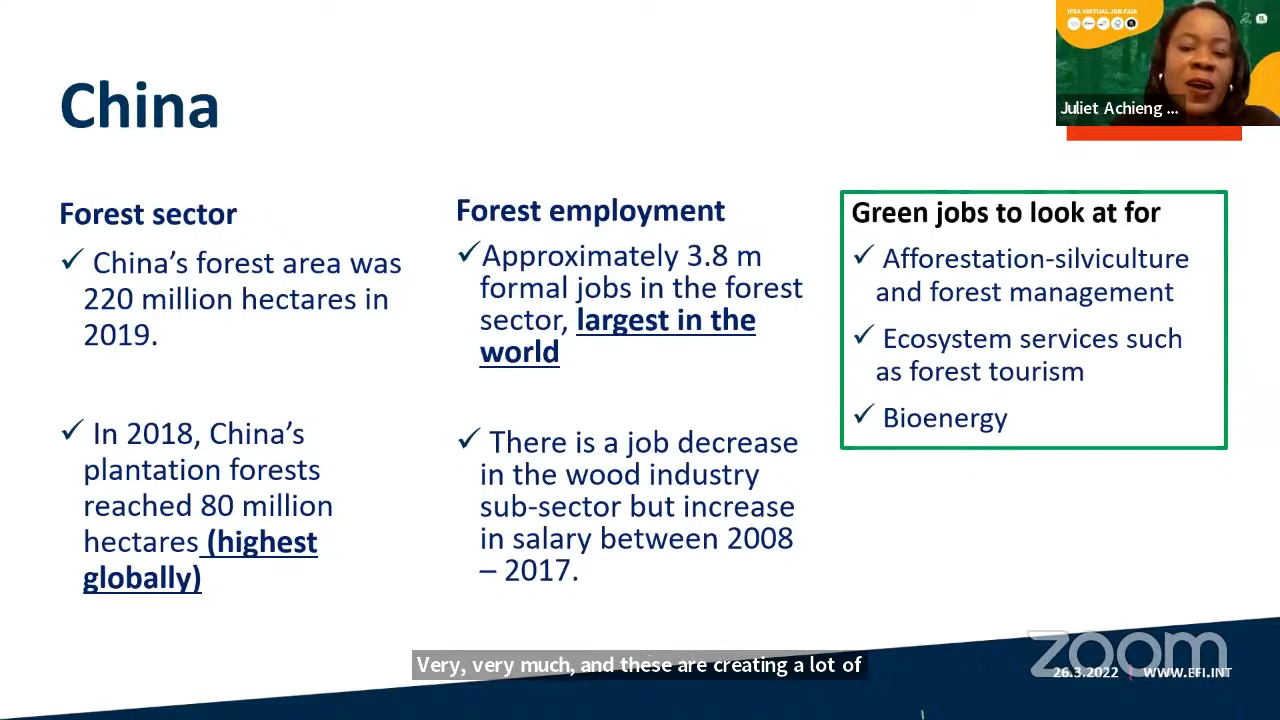 IFSA VIRTUAL JOB FAIR
Juliet Achieng ...
China
Forest sector
✓ China’s forest area was
220 million hectares in
2019.
✓ In 2018, China’s
plantation forests
reached 80 million
hectares (highest
globally)
Forest employment
✓ Approximately 3.8 m
formal jobs in the forest
sector, largest in the
world
✓ There is a job decrease
in the wood industry
sub-sector but increase
in salary between 2008
– 2017.
Green jobs to look at for
✓ Afforestation-silviculture
and forest management
✓ Ecosystem services such
as forest tourism
✓ Bioenergy
Very, very much, and these are creating a lot of
zoom
26.3.2022 | WWW.EFI.INT